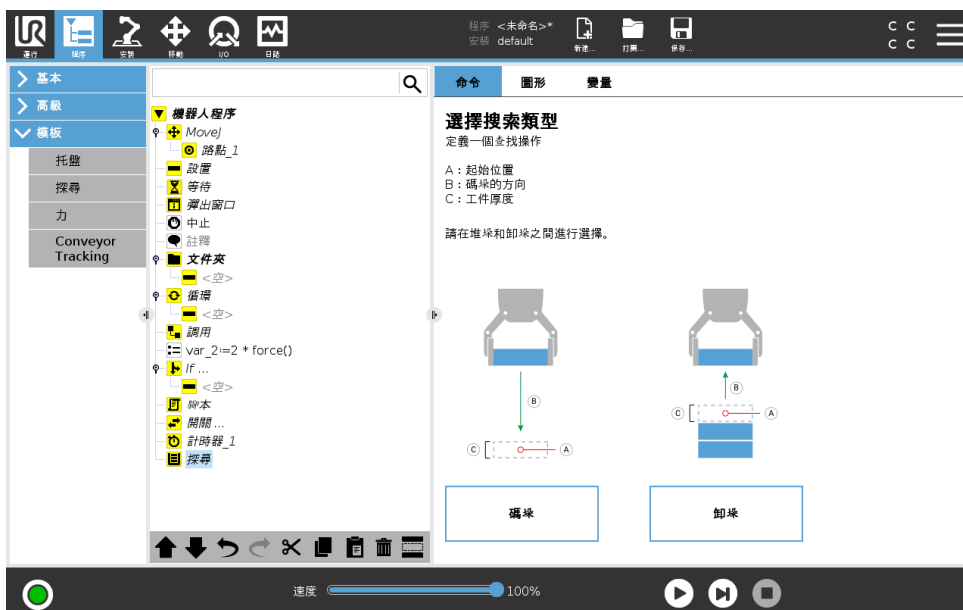 運行
程序
安裝
移動
I/O
日誌
程序 <未命名>*
安裝 default
新建...
打開...
保存...
C C
C C
基本
高級
模板
托盤
探尋
力
Conveyor
Tracking
機器人程序
MoveJ
路點_1
設置
等待
彈出窗口
中止
註釋
文件夾
<空>
循環
<空>
調用
var_2:=2 * force()
If ...
<空>
腳本
開關 ...
計時器_1
探尋
命令
圖形
變量
選擇搜索類型
定義一個查找操作
A：起始位置
B：碼垛的方向
C：工件厚度
請在堆垛和卸垛之間進行選擇。
B
C
A
B
C
A
碼垛
卸垛
速度
100%